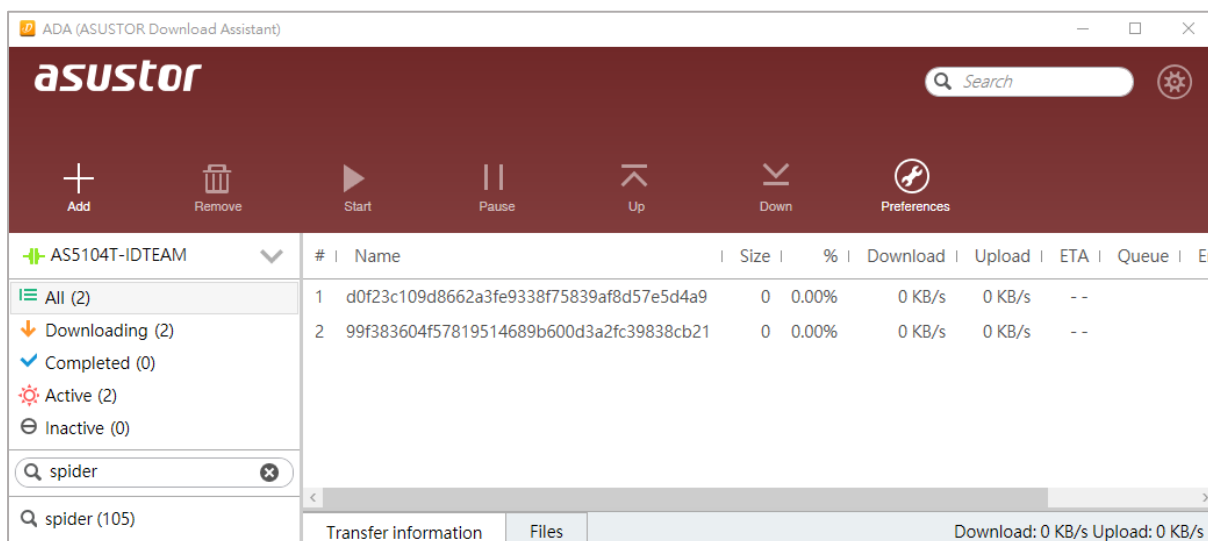 ADA (ASUSTOR Download Assistant)
asustor
Search
Add Remove Start Pause Up Down Preferences
AS5104T-IDTEAM
All (2)
Downloading (2)
Completed (0)
Active (2)
Inactive (0)
spider
spider (105)
# Name Size % Download Upload ETA Queue
1 d0f23c109d8662a3fe9338f75839af8d57e5d4a9 0 0.00% 0 KB/s 0 KB/s - -
2 99f383604f57819514689b600d3a2fc39838cb21 0 0.00% 0 KB/s 0 KB/s - -
Transfer information Files Download: 0 KB/s Upload: 0 KB/s